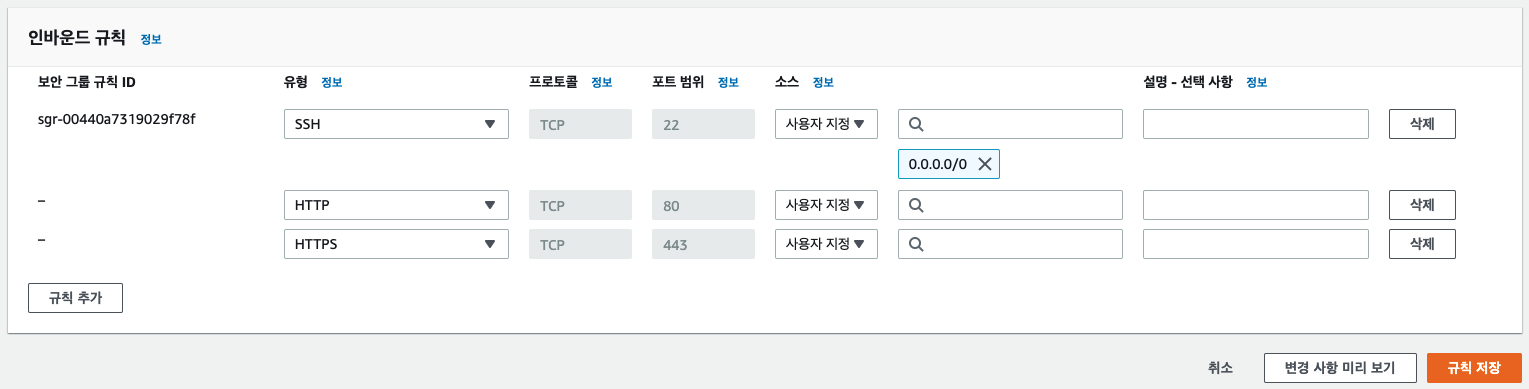 인바운드 규칙 정보
보안 그룹 규칙 ID 유형 정보 프로토콜 정보 포트 범위 정보 소스 정보 설명 - 선택 사항 정보
sgr-00440a7319029f78f SSH TCP 22 사용자 지정 삭제
0.0.0.0/0
– HTTP TCP 80 사용자 지정 삭제
– HTTPS TCP 443 사용자 지정 삭제
규칙 추가
취소 변경 사항 미리 보기 규칙 저장